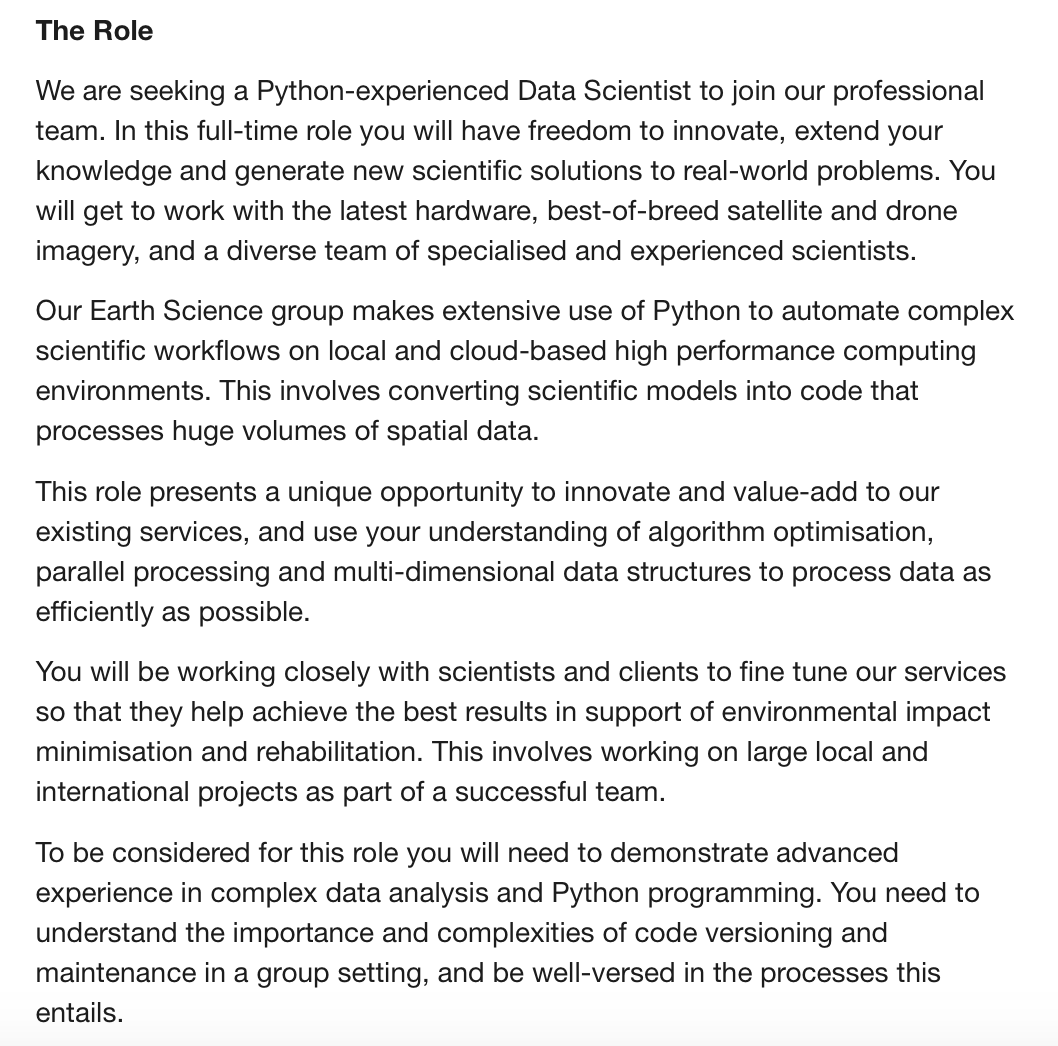 The Role
We are seeking a Python-experienced Data Scientist to join our professional
team. In this full-time role you will have freedom to innovate, extend your
knowledge and generate new scientific solutions to real-world problems. You
will get to work with the latest hardware, best-of-breed satellite and drone
imagery, and a diverse team of specialised and experienced scientists.
Our Earth Science group makes extensive use of Python to automate complex
scientific workflows on local and cloud-based high performance computing
environments. This involves converting scientific models into code that
processes huge volumes of spatial data.
This role presents a unique opportunity to innovate and value-add to our
existing services, and use your understanding of algorithm optimisation,
parallel processing and multi-dimensional data structures to process data as
efficiently as possible.
You will be working closely with scientists and clients to fine tune our services
so that they help achieve the best results in support of environmental impact
minimisation and rehabilitation. This involves working on large local and
international projects as part of a successful team.
To be considered for this role you will need to demonstrate advanced
experience in complex data analysis and Python programming. You need to
understand the importance and complexities of code versioning and
maintenance in a group setting, and be well-versed in the processes this
entails.